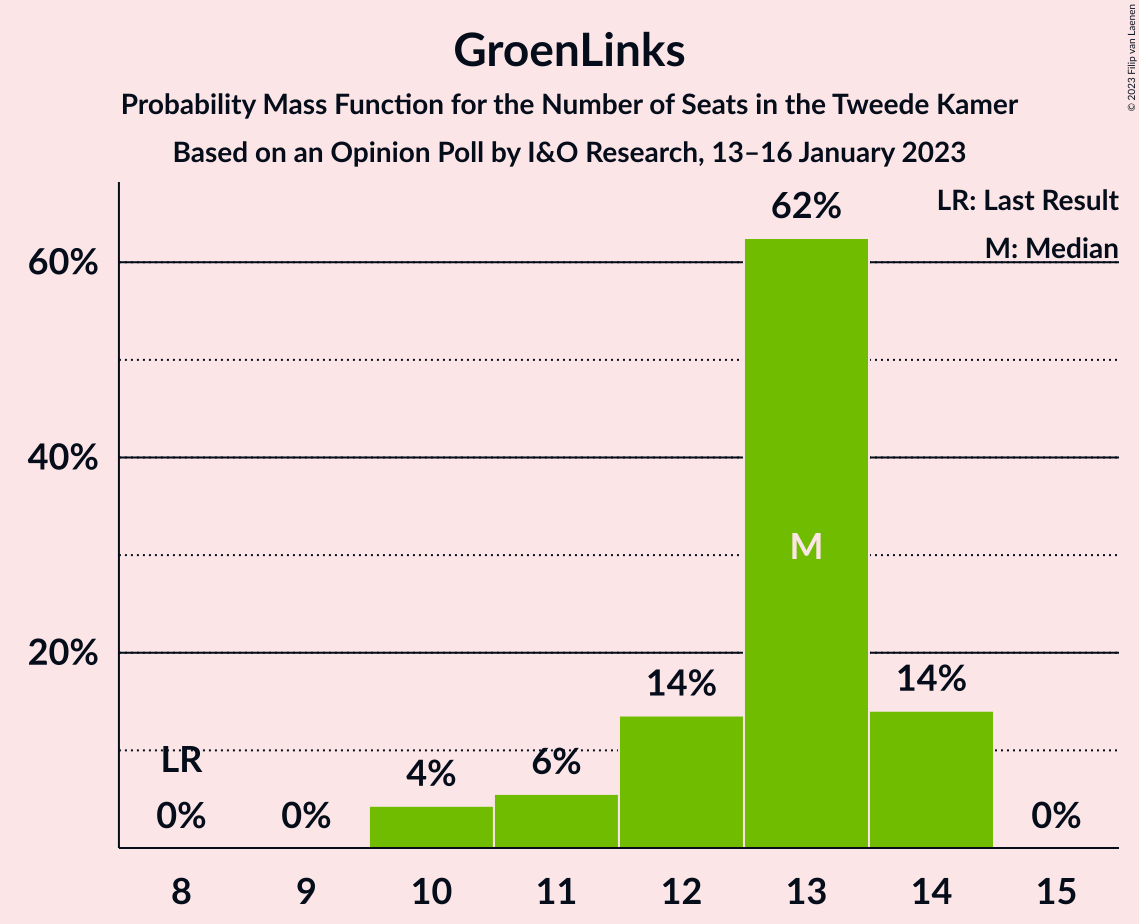 GroenLinks
Probability Mass Function for the Number of Seats in the Tweede Kamer
Based on an Opinion Poll by I&O Research, 13–16 January 2023
© 2023 Filip van Laenen
LR: Last Result
M: Median
62%
60%
40%
M
20%
14%
14%
LR
4%
6%
0%
0%
0%
8
9
10
11
12
13
14
15